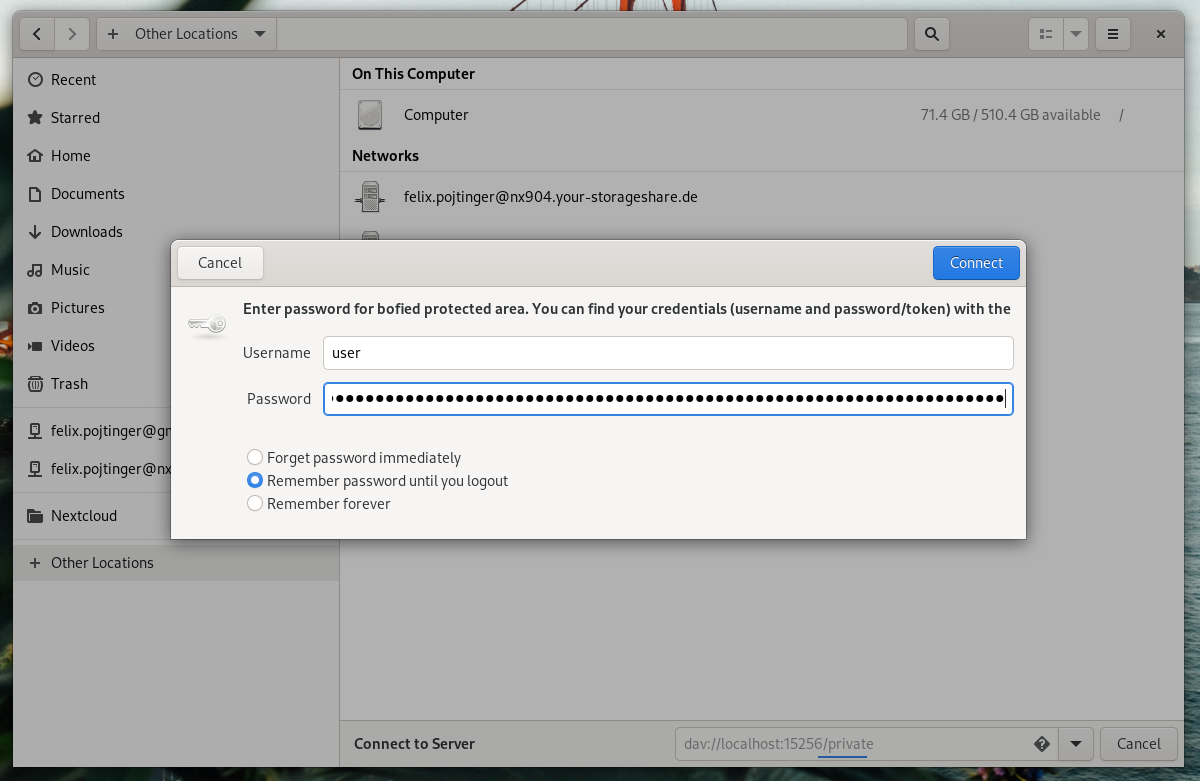 Other Locations
Recent
Starred
Home
Documents
Downloads
Music
Pictures
Videos
Trash
felix.pojtinger@gn
felix.pojtinger@nx
Nextcloud
Other Locations
On This Computer
Computer 71.4 GB / 510.4 GB available /
Networks
felix.pojtinger@nx904.your-storageshare.de
Cancel Connect
Enter password for bofied protected area. You can find your credentials (username and password/token) with the
Username user
Password ●●●●●●●●●●●●●●●●●●●●●●●●●●●●●●●●●●●●●●●●●●●●●●●●●●●●●●●●●●●●●●●●●●●●
Forget password immediately
Remember password until you logout
Remember forever
Connect to Server dav://localhost:15256/private Cancel